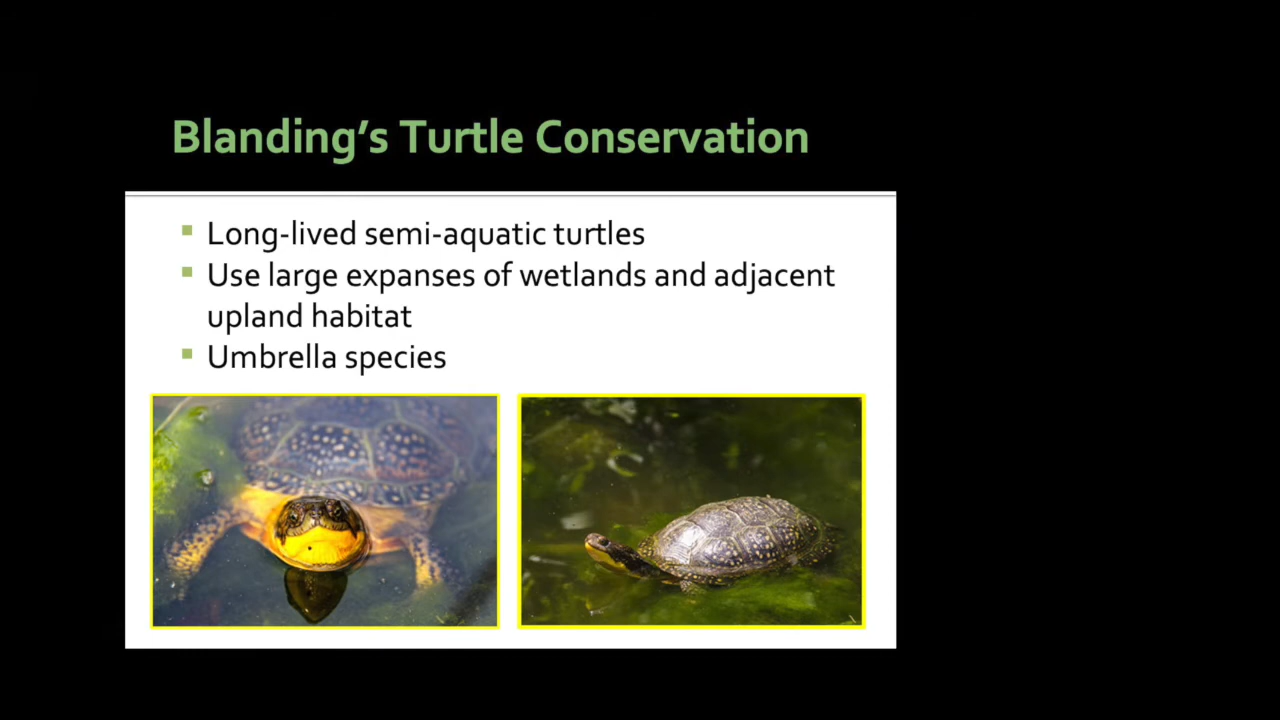 Blanding’s Turtle Conservation
▪ Long-lived semi-aquatic turtles
▪ Use large expanses of wetlands and adjacent
upland habitat
▪ Umbrella species